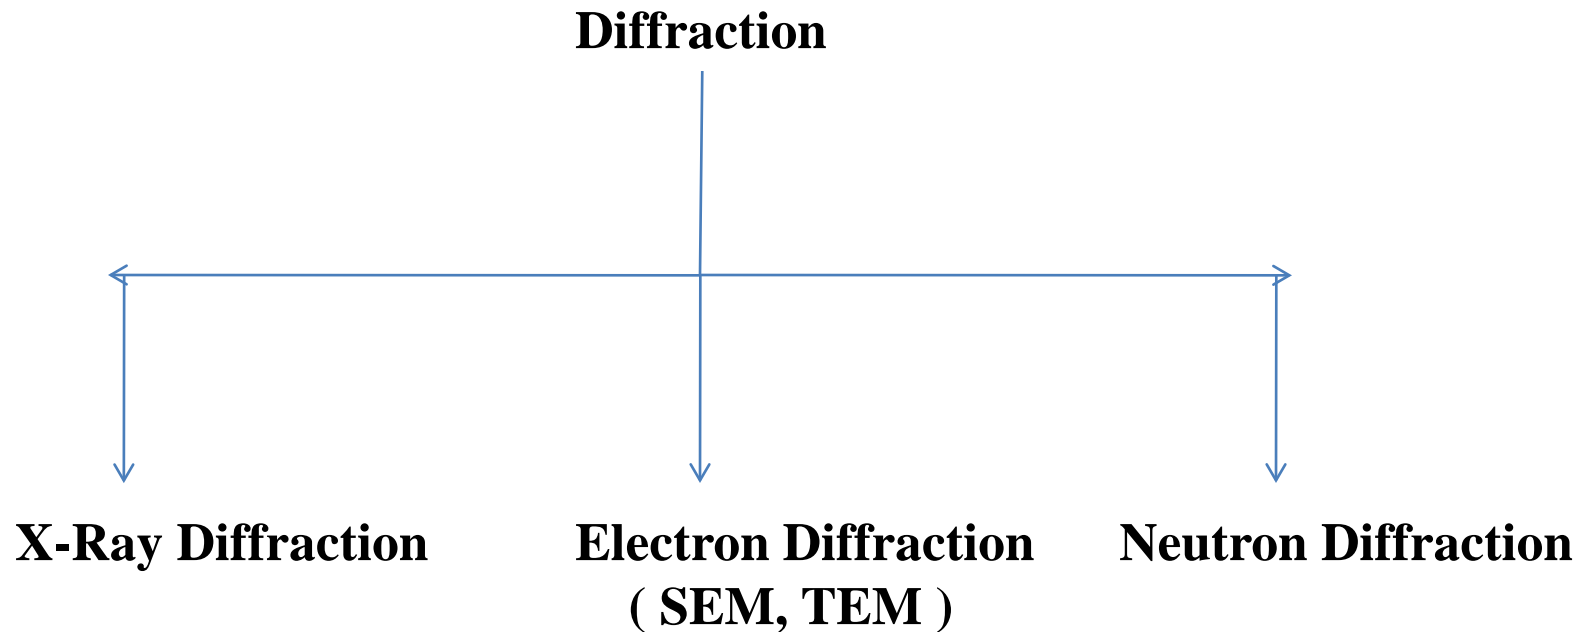 Diffraction
X-Ray Diffraction
Electron Diffraction
( SEM, TEM )
Neutron Diffraction